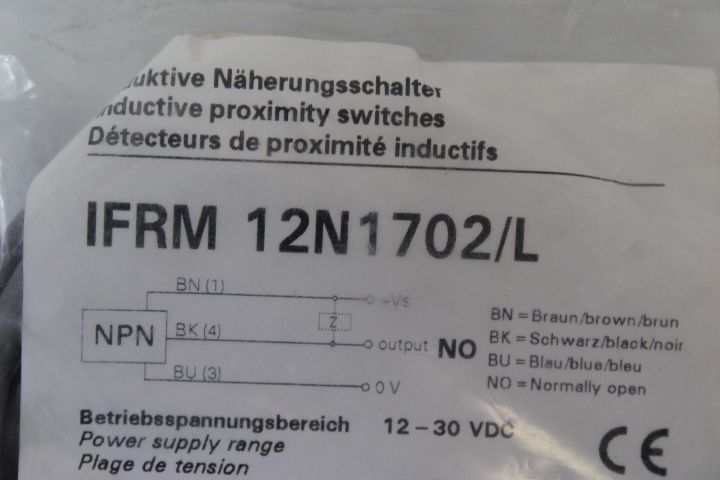 Näherungsschalter
Inductive proximity switches
Détecteurs de proximité inductifs
IFRM 12N1702/L
BN (1)
Vs
BN = Braun/brown/brun
Z
NPN
BK (4)
output NO
BK = Schwarz/black/noir
BU = Blau/blue/bleu
BU (3)
0 V
NO = Normally open
Betriebsspannungsbereich 12 – 30 VDC
Power supply range
Plage de tension
CE